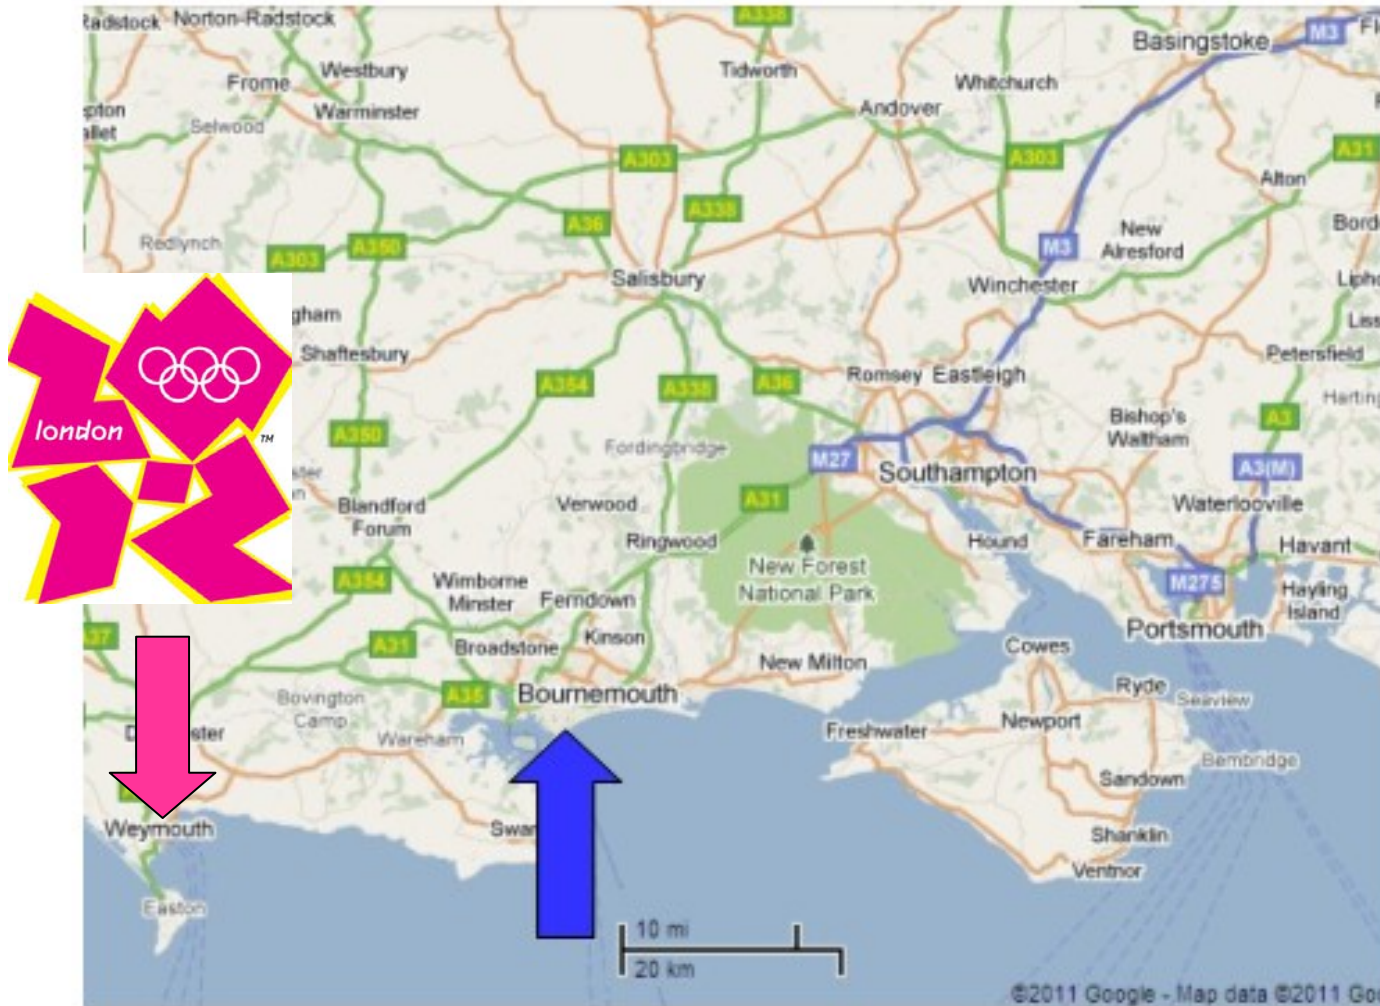 Radstock
Norton-Radstock
A338
M3
Basingstoke
Westbury
Tidworth
Whitchurch
Frome
Warminster
Andover
Selwood
A303
A303
A31
Alton
A338
A36
Redlynch
A303
A350
M3
New
Alresford
Salisbury
Winchester
Shaftesbury
Petersfield
A354
A338
A36
Romsey
Eastleigh
london
TM
A350
Fordingbridge
Bishop's
Waltham
A3
M27
Southampton
A3(M)
Blandford
Forum
Verwood
A31
Waterlooville
Ringwood
Hound
Fareham
Havant
New Forest
National Park
A354
Wimborne
Minster
Ferndown
M275
Hayling
Island
A37
A31
Broadstone
Kinson
Portsmouth
New Milton
Cowes
Bovington
Camp
A35
Bournemouth
Ryde
Seaview
Wareham
Freshwater
Newport
Bembridge
Sandown
Weymouth
Shanklin
Ventnor
Easton
10 mi
20 km
©2011 Google - Map data ©2011